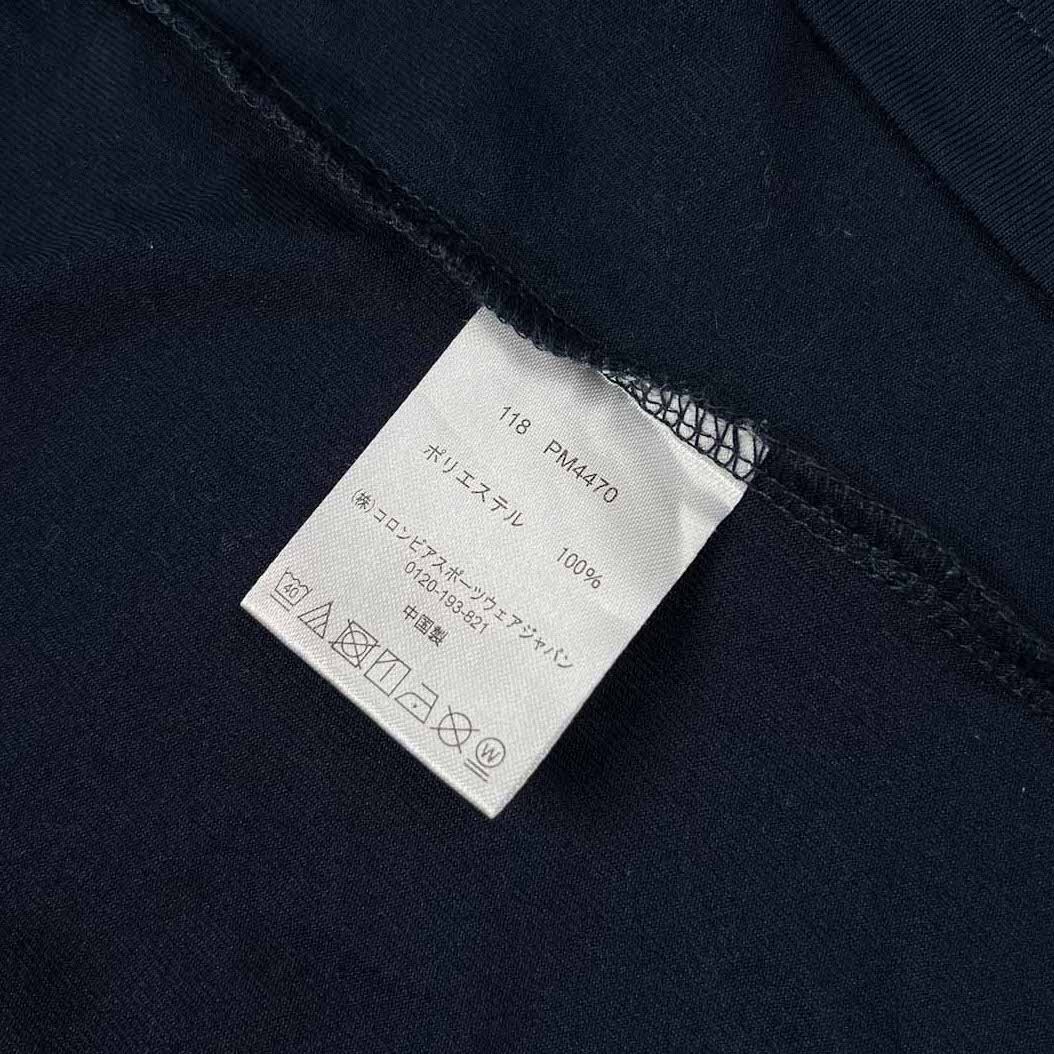 118 PM4470
ポリエステル 100%
(株)コロンビアスポーツウェアジャパン
0120-193-821
中国製
40
W